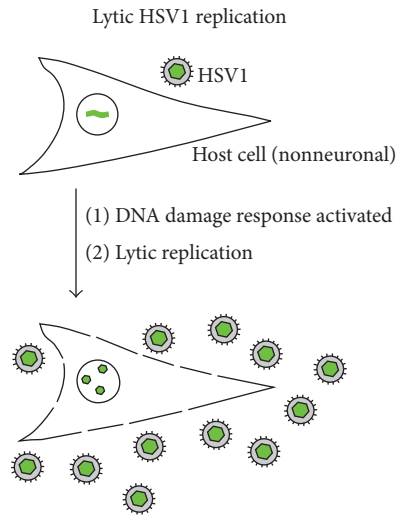 Lytic HSV1 replication
HSV1
Host cell (nonneuronal)
(1) DNA damage response activated
(2) Lytic replication